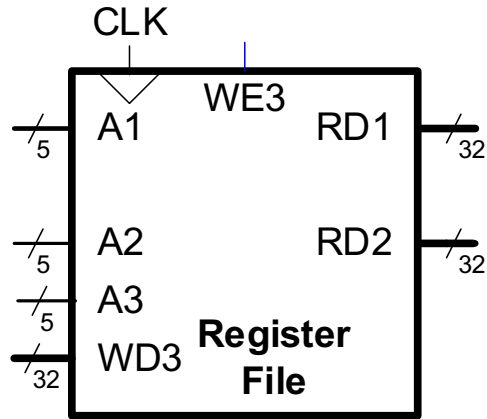 CLK
WE3
A1 RD1
5 32
A2 RD2
5 32
A3
5
WD3
32
Register
File